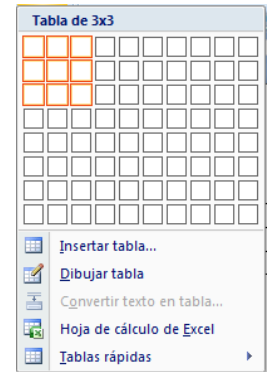 Tabla de 3x3
Insertar tabla...
Dibujar tabla
Convertir texto en tabla...
Hoja de cálculo de Excel
Tablas rápidas